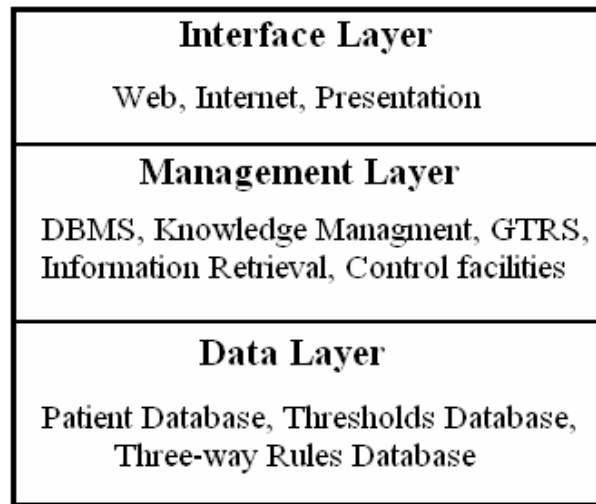 Interface Layer
Web, Internet, Presentation
Management Layer
DBMS, Knowledge Managment, GTRS,
Information Retrieval, Control facilities
Data Layer
Patient Database, Thresholds Database,
Three-way Rules Database